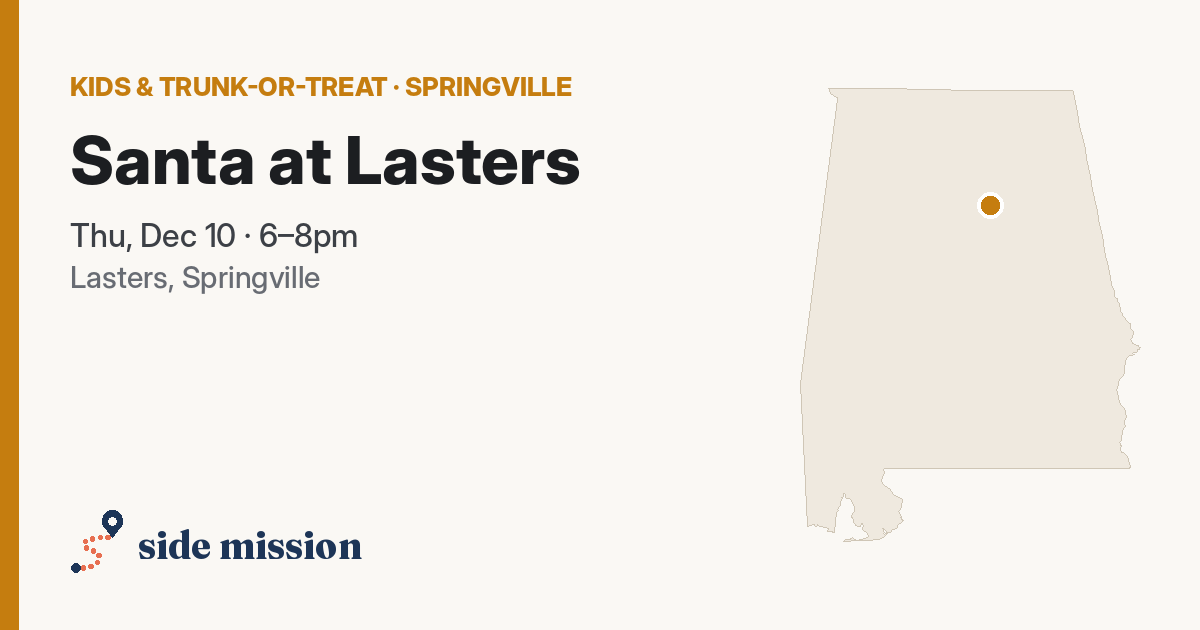 KIDS & TRUNK-OR-TREAT · SPRINGVILLE
Santa at Lasters
Thu, Dec 10 · 6–8pm
Lasters, Springville
side mission